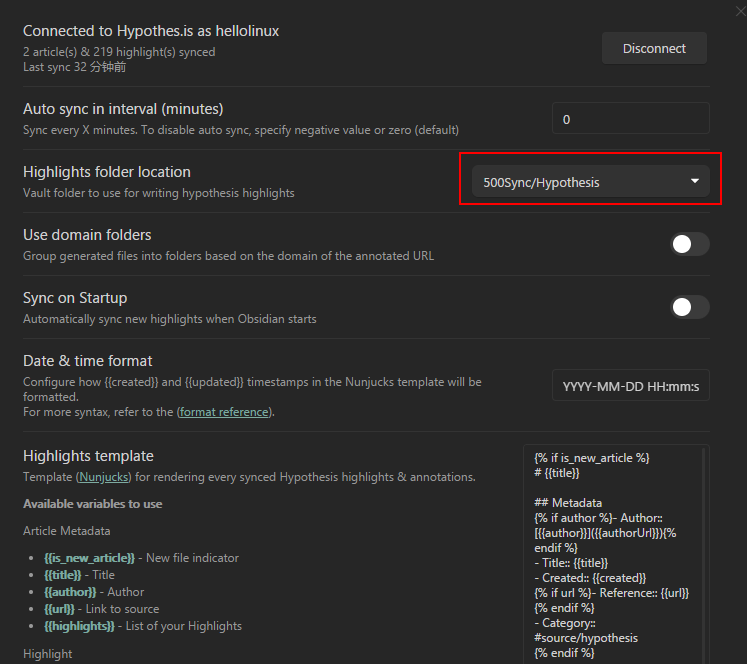 Connected to Hypothes.is as hellolinux
2 article(s) & 219 highlight(s) synced
Last sync 32 分钟前
Disconnect
Auto sync in interval (minutes)
Sync every X minutes. To disable auto sync, specify negative value or zero (default)
0
Highlights folder location
Vault folder to use for writing hypothesis highlights
500Sync/Hypothesis
Use domain folders
Group generated files into folders based on the domain of the annotated URL
Sync on Startup
Automatically sync new highlights when Obsidian starts
Date & time format
Configure how {{created}} and {{updated}} timestamps in the Nunjucks template will be
formatted.
For more syntax, refer to the (format reference).
YYYY-MM-DD HH:mm:s
Highlights template
Template (Nunjucks) for rendering every synced Hypothesis highlights & annotations.
Available variables to use
Article Metadata
{{is_new_article}} - New file indicator
{{title}} - Title
{{author}} - Author
{{url}} - Link to source
{{highlights}} - List of your Highlights
Highlight
{% if is_new_article %}
# {{title}}
## Metadata
{% if author %}- Author::
[{{author}}]({{authorUrl}}){%
endif %}
- Title:: {{title}}
- Created:: {{created}}
{% if url %}- Reference:: {{url}}
{% endif %}
- Category::
#source/hypothesis
{% endif %}